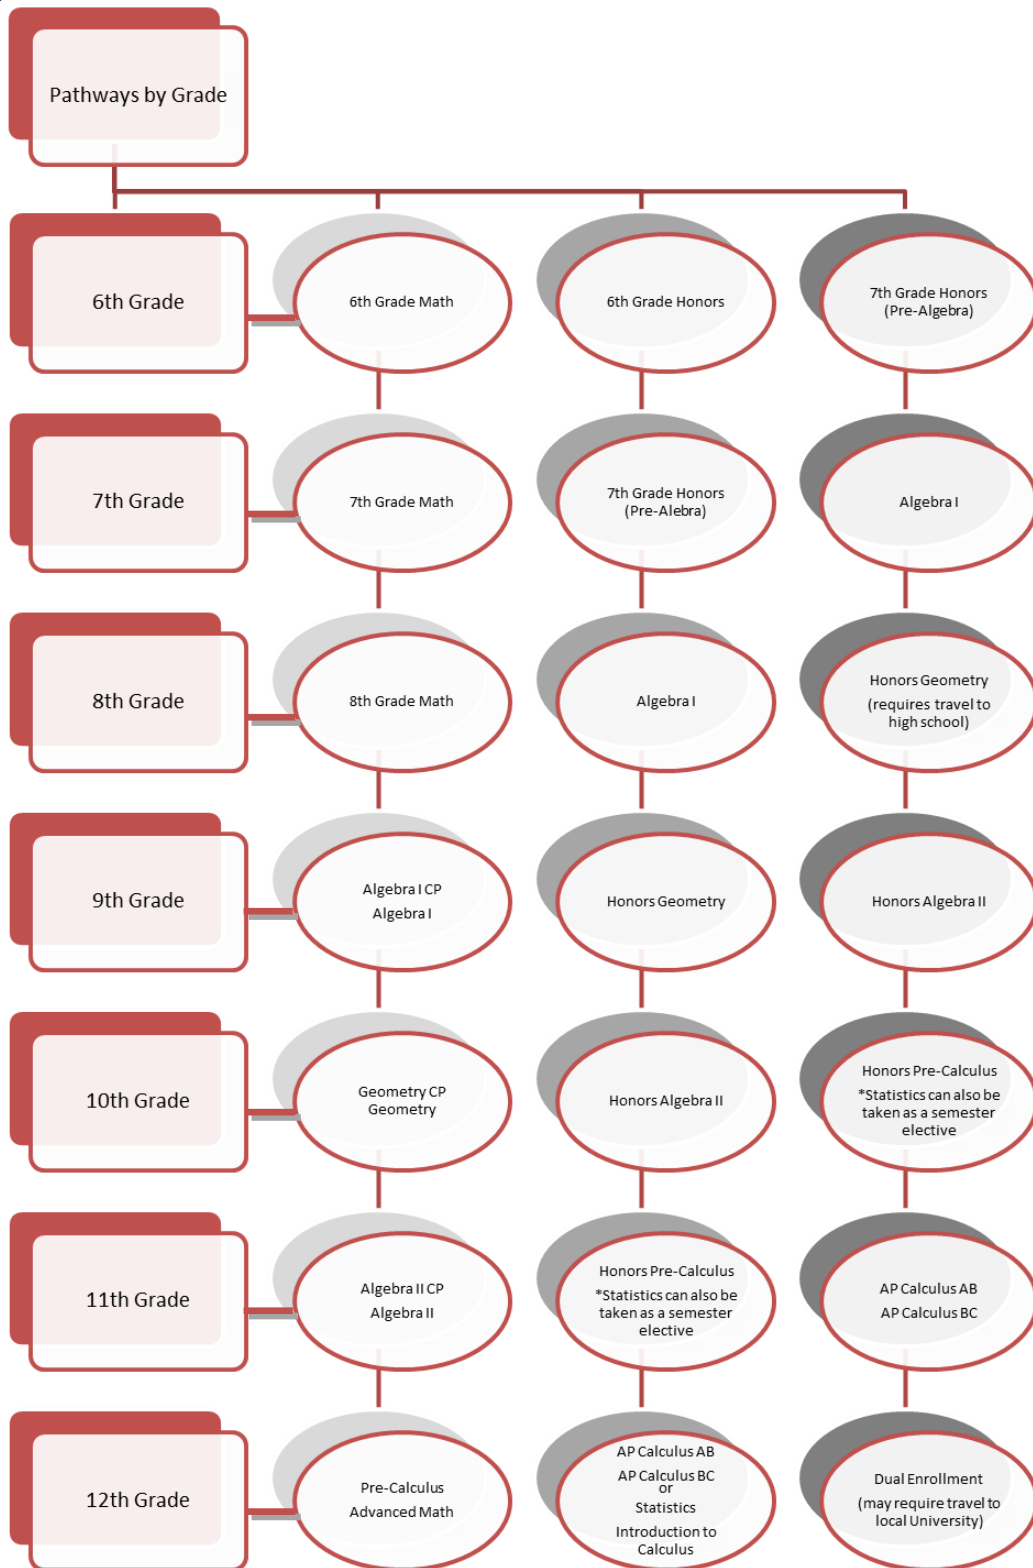 Pathways by Grade
6th Grade
6th Grade Math
6th Grade Honors
7th Grade Honors
(Pre-Algebra)
7th Grade
7th Grade Math
7th Grade Honors
(Pre-Alebra)
Algebra I
8th Grade
8th Grade Math
Algebra I
Honors Geometry
(requires travel to
high school)
9th Grade
Algebra I CP
Algebra I
Honors Geometry
Honors Algebra II
10th Grade
Geometry CP
Geometry
Honors Algebra II
Honors Pre-Calculus
*Statistics can also be
taken as a semester
elective
11th Grade
Algebra II CP
Algebra II
Honors Pre-Calculus
*Statistics can also be
taken as a semester
elective
AP Calculus AB
AP Calculus BC
12th Grade
Pre-Calculus
Advanced Math
AP Calculus AB
AP Calculus BC
or
Statistics
Introduction to
Calculus
Dual Enrollment
(may require travel to
local University)